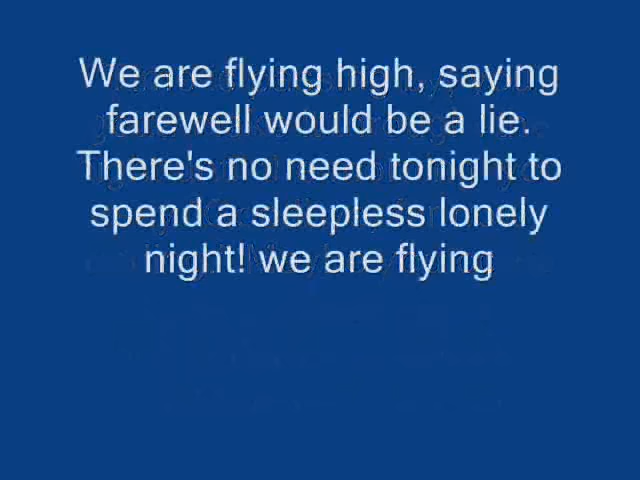 We are flying high, saying
farewell would be a lie.
There's no need tonight to
spend a sleepless lonely
night! we are flying